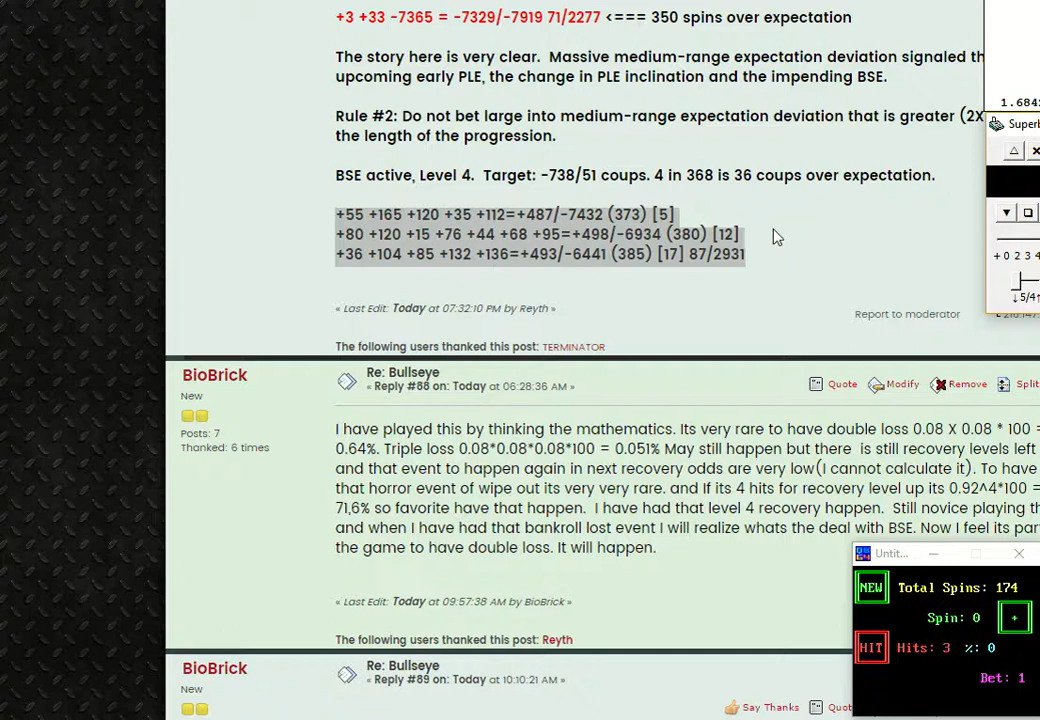 +3 +33 -7365 = -7329/-7919 71/2277 <=== 350 spins over expectation
The story here is very clear. Massive medium-range expectation deviation signaled th
upcoming early PLE, the change in PLE inclination and the impending BSE.
1.684
Rule #2: Do not bet large into medium-range expectation deviation that is greater (2X
Superb
the length of the progression.
BSE active, Level 4. Target: -738/51 coups. 4 in 368 is 36 coups over expectation.
+55 +165 +120 +35 +112=+487/-7432 (373) [5]
+80 +120 +15 +76 +44 +68 +95=+498/-6934 (380) [12]
+36 +104 +85 +132 +136=+493/-6441 (385) [17] 87/2931
+0 2 3 4
↓5/4↑
« Last Edit: Today at 07:32:10 PM by Reyth »
Report to moderator
The following users thanked this post: TERMINATOR
BioBrick
New
Posts: 7
Thanked: 6 times
Re: Bullseye
« Reply #88 on: Today at 06:28:36 AM »
Quote Modify Remove Split
I have played this by thinking the mathematics. Its very rare to have double loss 0.08 X 0.08 * 100 =
0.64%. Triple loss 0.08*0.08*0.08*100 = 0.051% May still happen but there is still recovery levels left
and that event to happen again in next recovery odds are very low(I cannot calculate it). To have
that horror event of wipe out its very very rare. and If its 4 hits for recovery level up its 0.92^4*100 =
71,6% so favorite have that happen. I have had that level 4 recovery happen. Still novice playing th
and when I have had that bankroll lost event I will realize whats the deal with BSE. Now I feel its par
the game to have double loss. It will happen.
Untit...
NEW Total Spins: 174
Spin: 0 +
HIT Hits: 3 %: 0
Bet: 1
« Last Edit: Today at 09:57:38 AM by BioBrick »
The following users thanked this post: Reyth
BioBrick
New
Re: Bullseye
« Reply #89 on: Today at 10:10:21 AM »
Say Thanks Quot